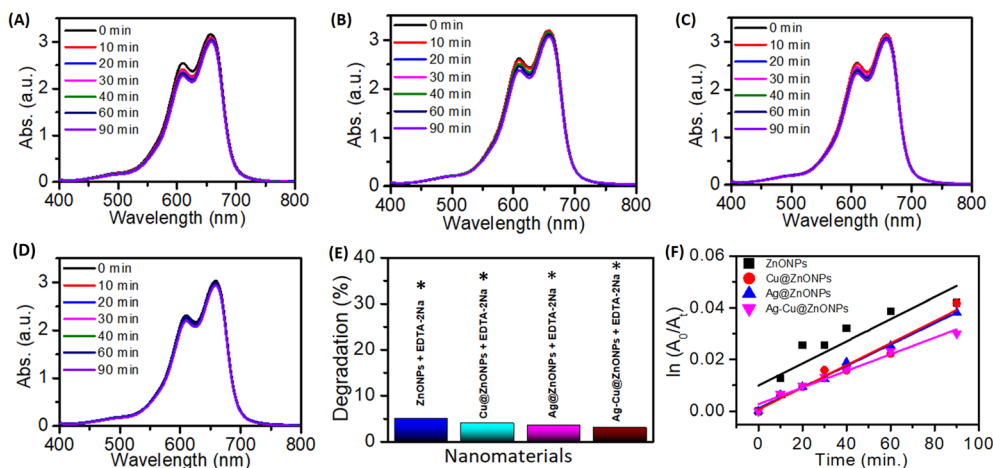 (A)
0 min
10 min
20 min
30 min
40 min
60 min
90 min
Abs. (a.u.)
3
2
1
0
400 500 600 700 800
Wavelength (nm)
(B)
0 min
10 min
20 min
30 min
40 min
60 min
90 min
Abs. (a.u.)
3
2
1
0
400 500 600 700 800
Wavelength (nm)
(C)
0 min
10 min
20 min
30 min
40 min
60 min
90 min
Abs. (a.u.)
3
2
1
0
400 500 600 700 800
Wavelength (nm)
(D)
0 min
10 min
20 min
30 min
40 min
60 min
90 min
Abs. (a.u.)
3
2
1
0
400 500 600 700 800
Wavelength (nm)
(E)
Degradation (%)
40
35
30
25
20
15
10
5
0
ZnONPs + EDTA-2Na *
Cu@ZnONPs + EDTA-2Na *
Ag@ZnONPs + EDTA-2Na *
Ag-Cu@ZnONPs + EDTA-2Na *
Nanomaterials
(F)
ZnONPs
Cu@ZnONPs
Ag@ZnONPs
Ag-Cu@ZnONPs
ln (A0/At)
0.06
0.04
0.02
0.00
0 20 40 60 80 100
Time (min.)